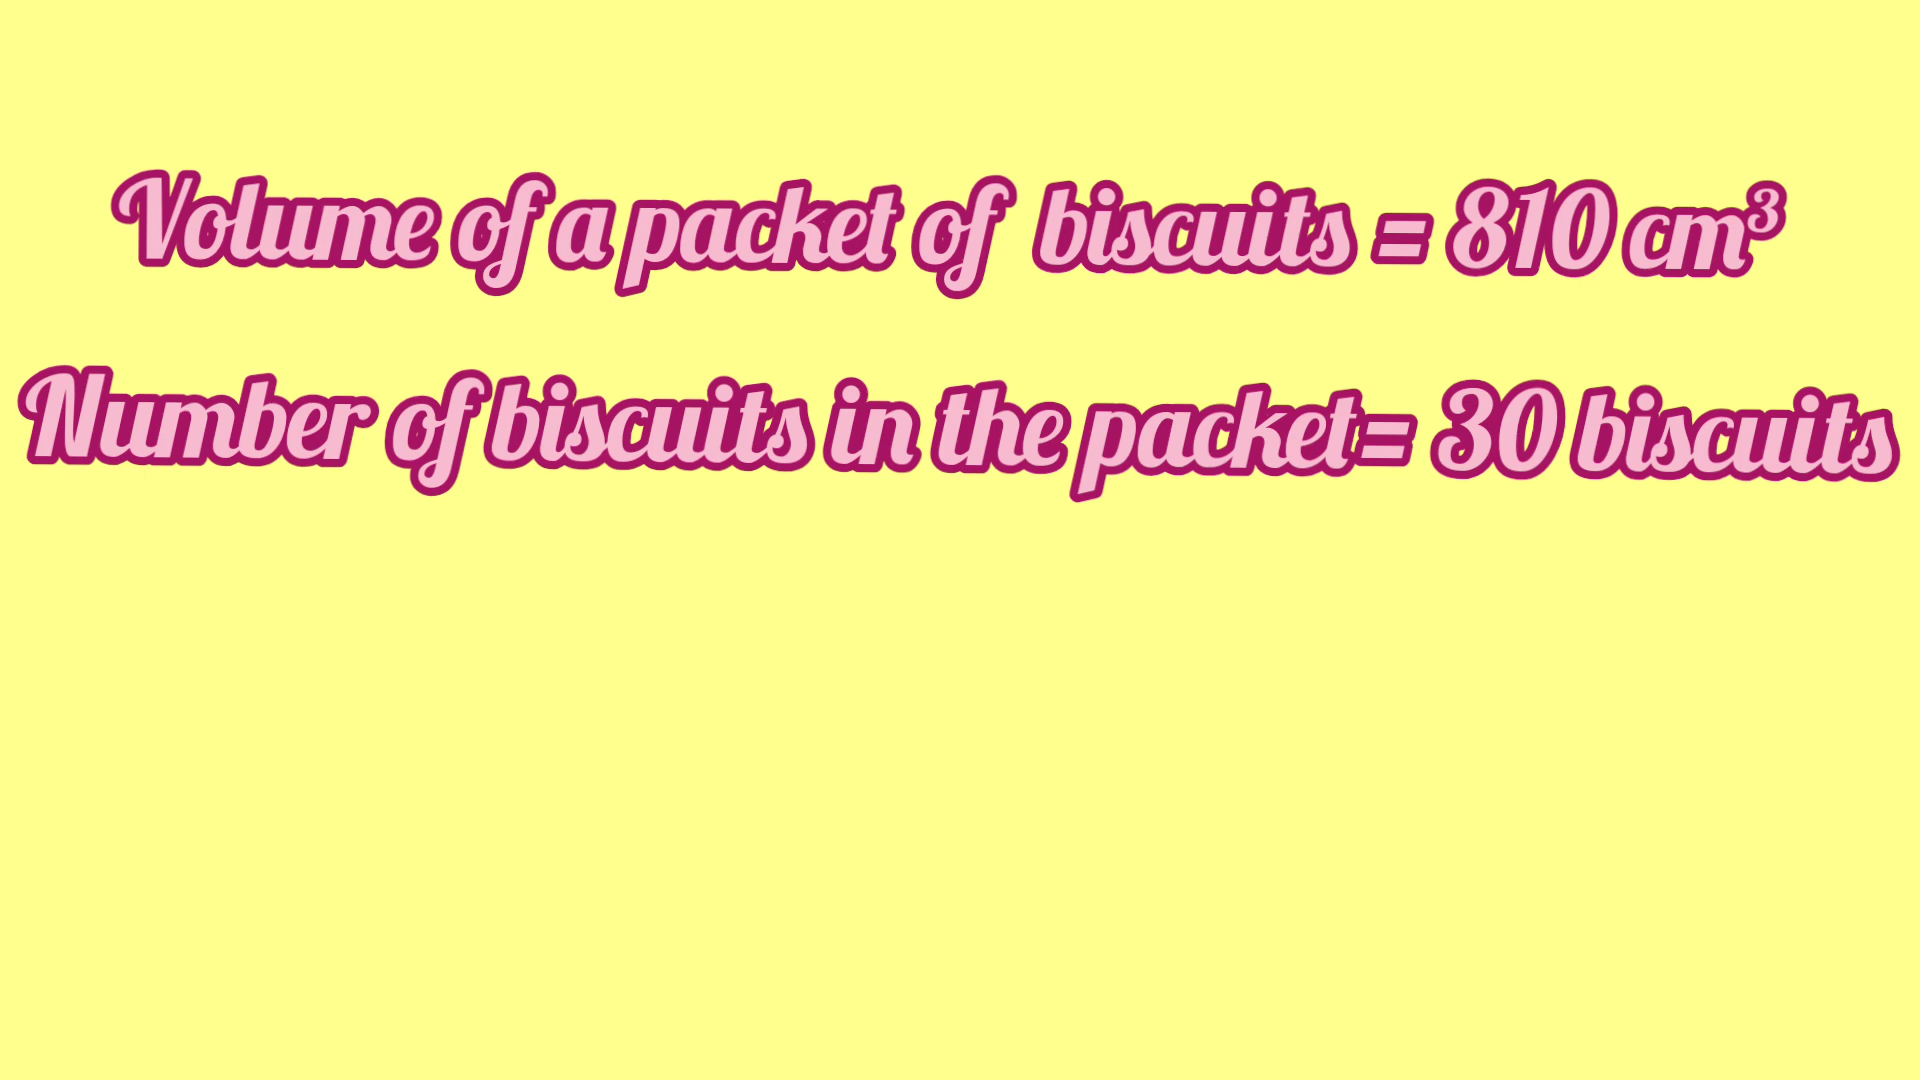 Volume of a packet of biscuits = 810 cm³
Number of biscuits in the packet= 30 biscuits